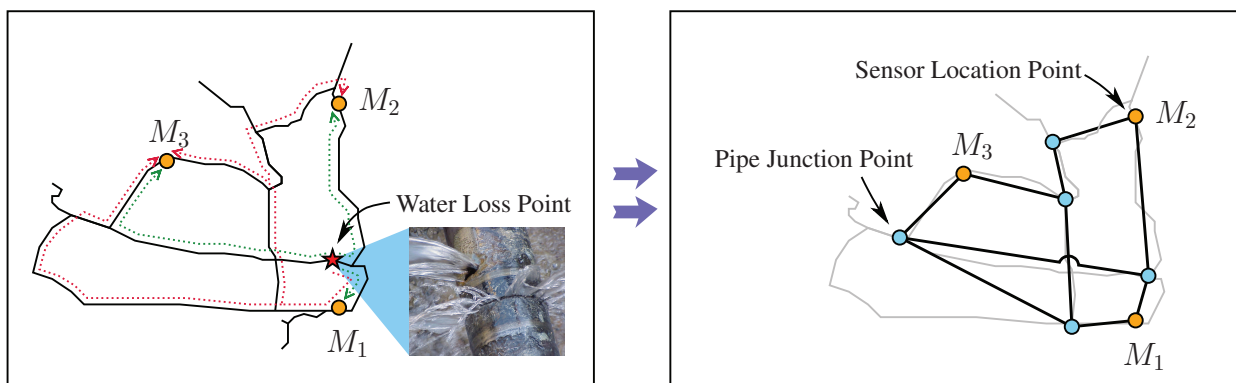 M₂
M₃
Water Loss Point
M₁
Sensor Location Point
M₂
Pipe Junction Point
M₃
M₁